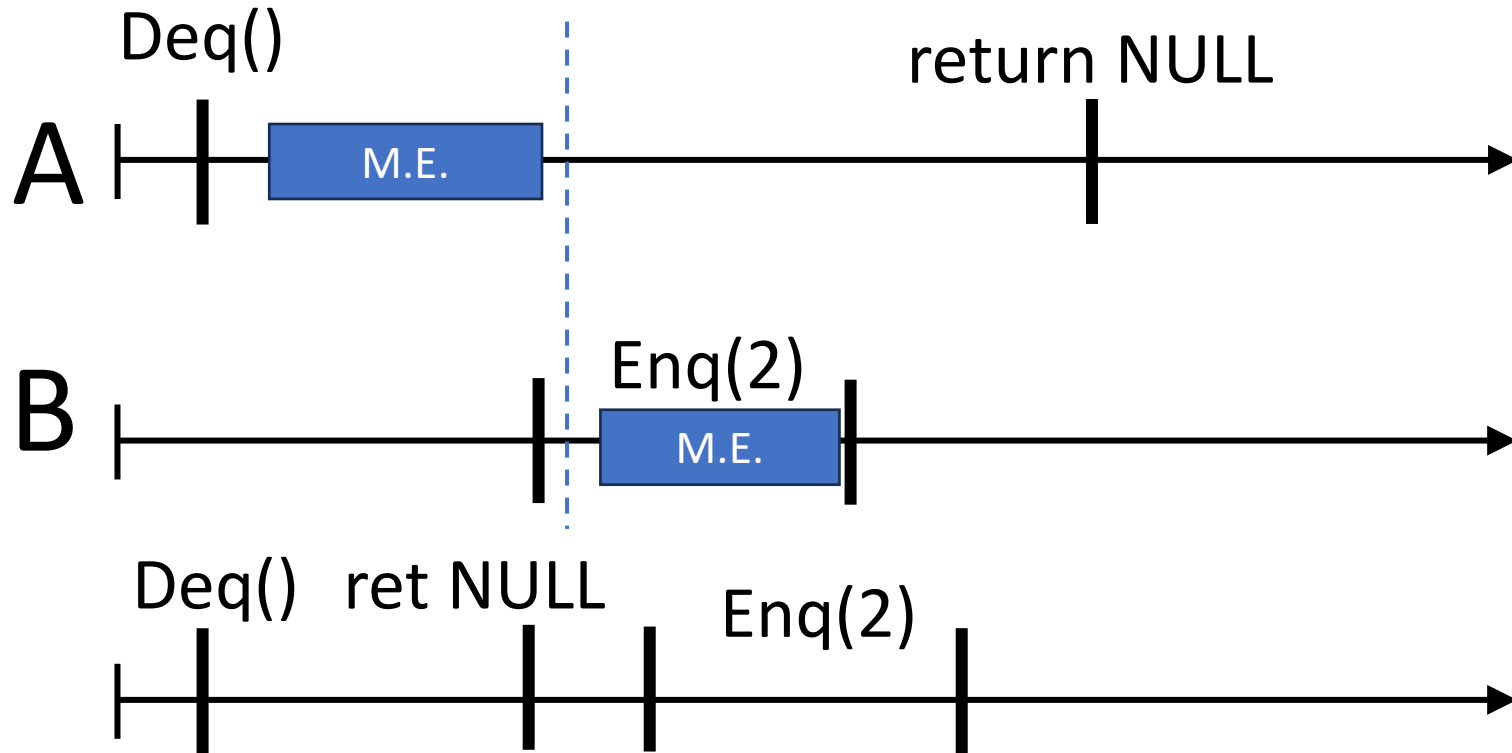 Deq()
return NULL
A
M.E.
Enq(2)
B
M.E.
Deq()
ret NULL
Enq(2)